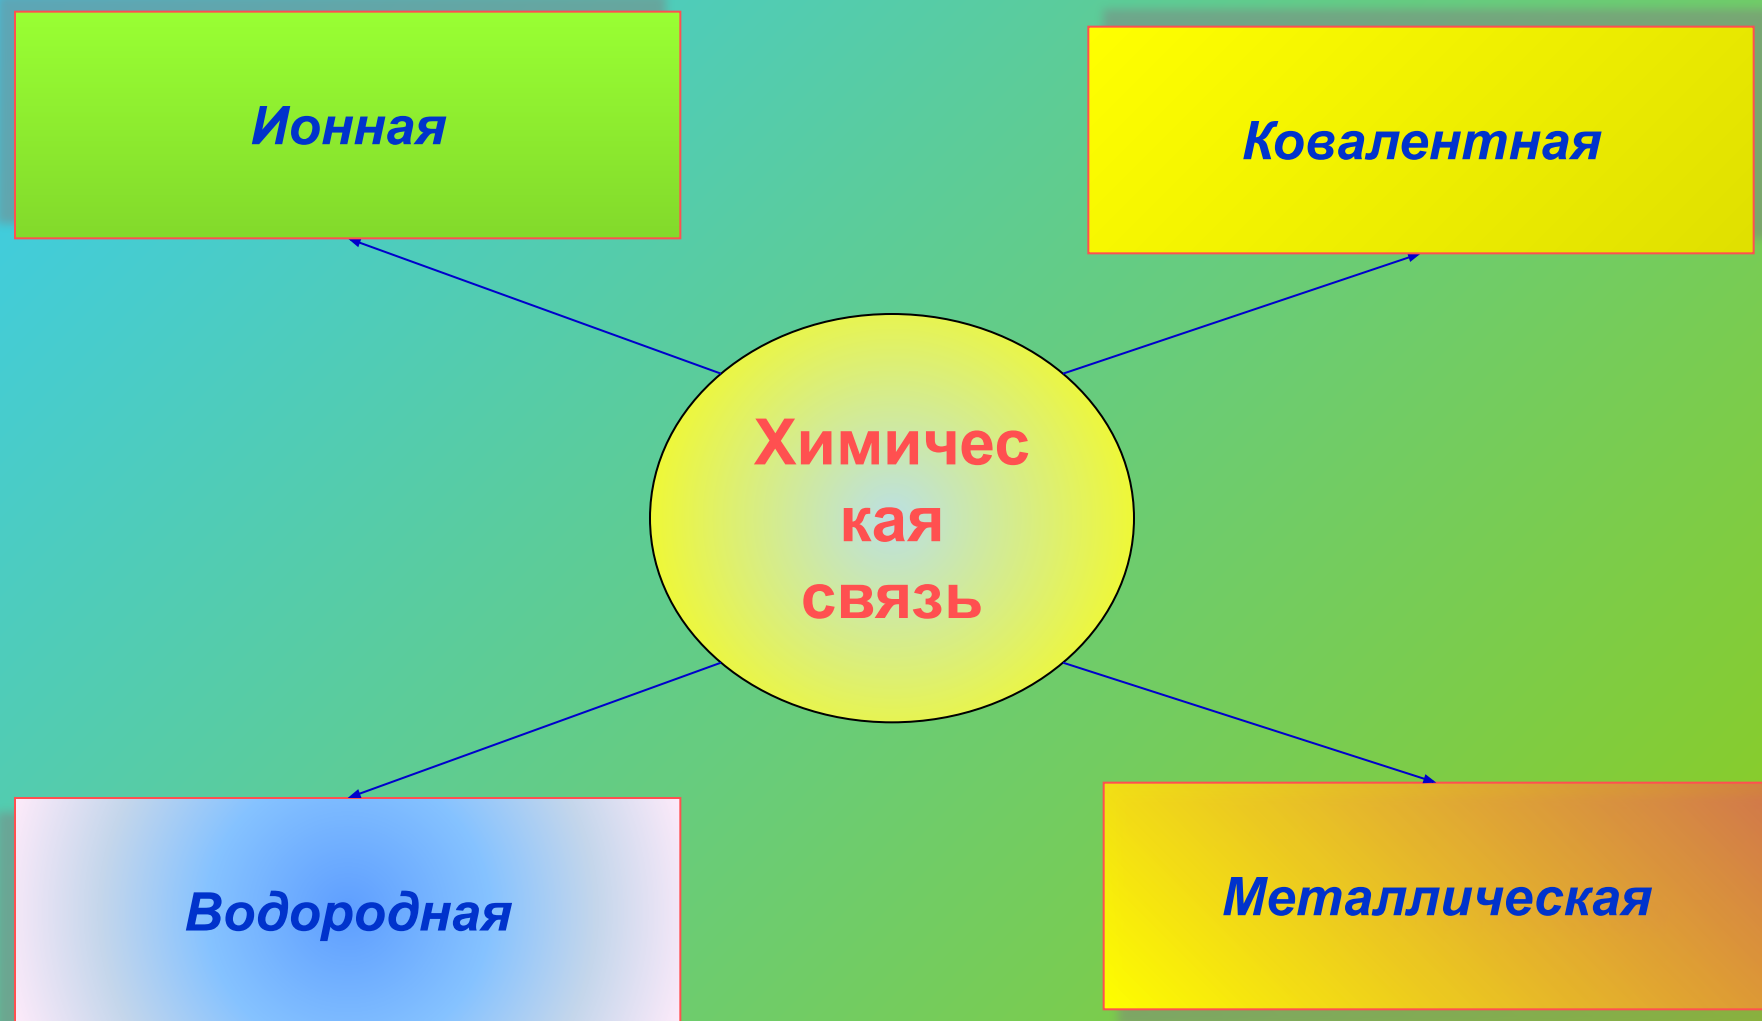 Ионная
Ковалентная
Химичес
кая
связь
Водородная
Металлическая